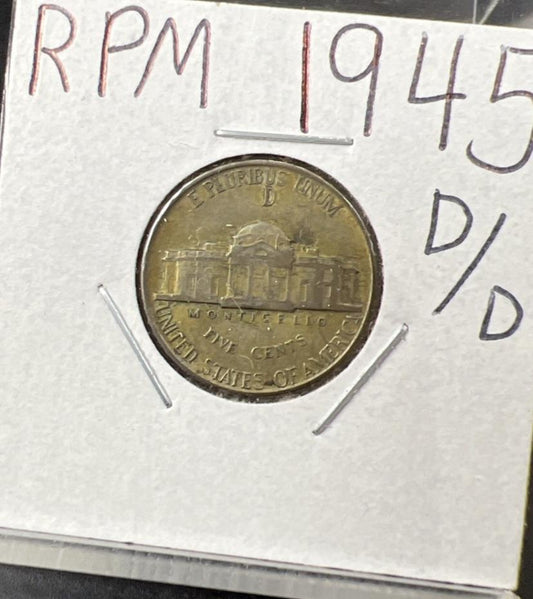 RPM 1945
D/D
E PLURIBUS UNUM
D
MONTICELLO
FIVE CENTS
UNITED STATES OF AMERICA